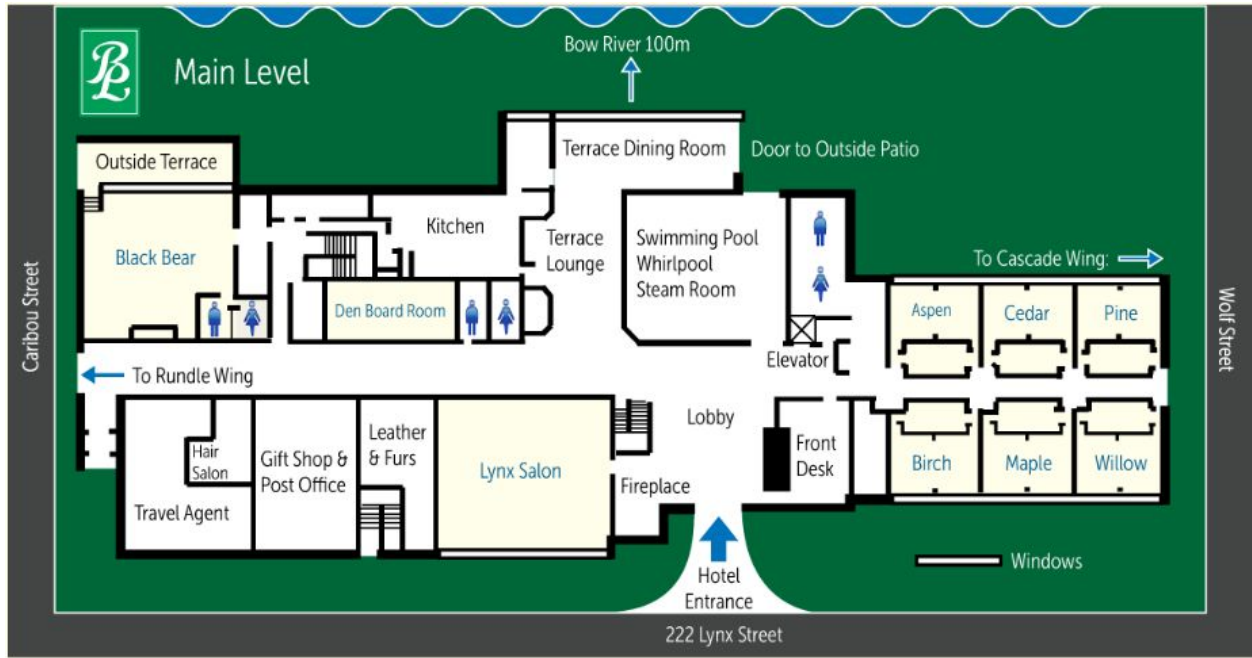 BL
Main Level
Bow River 100m
Outside Terrace
Terrace Dining Room
Door to Outside Patio
Black Bear
Kitchen
Terrace
Lounge
Swimming Pool
Whirlpool
Steam Room
Den Board Room
To Cascade Wing:
Aspen
Cedar
Pine
Elevator
Caribou Street
Wolf Street
To Rundle Wing
Lobby
Hair
Salon
Travel Agent
Gift Shop &
Post Office
Leather
& Furs
Lynx Salon
Fireplace
Front
Desk
Birch
Maple
Willow
Windows
Hotel
Entrance
222 Lynx Street